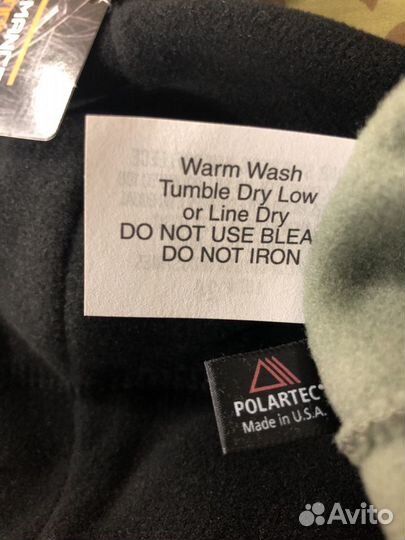 Warm Wash
Tumble Dry Low
or Line Dry
DO NOT USE BLEA
DO NOT IRON
POLARTEC®
Made in U.S.A.
Avito